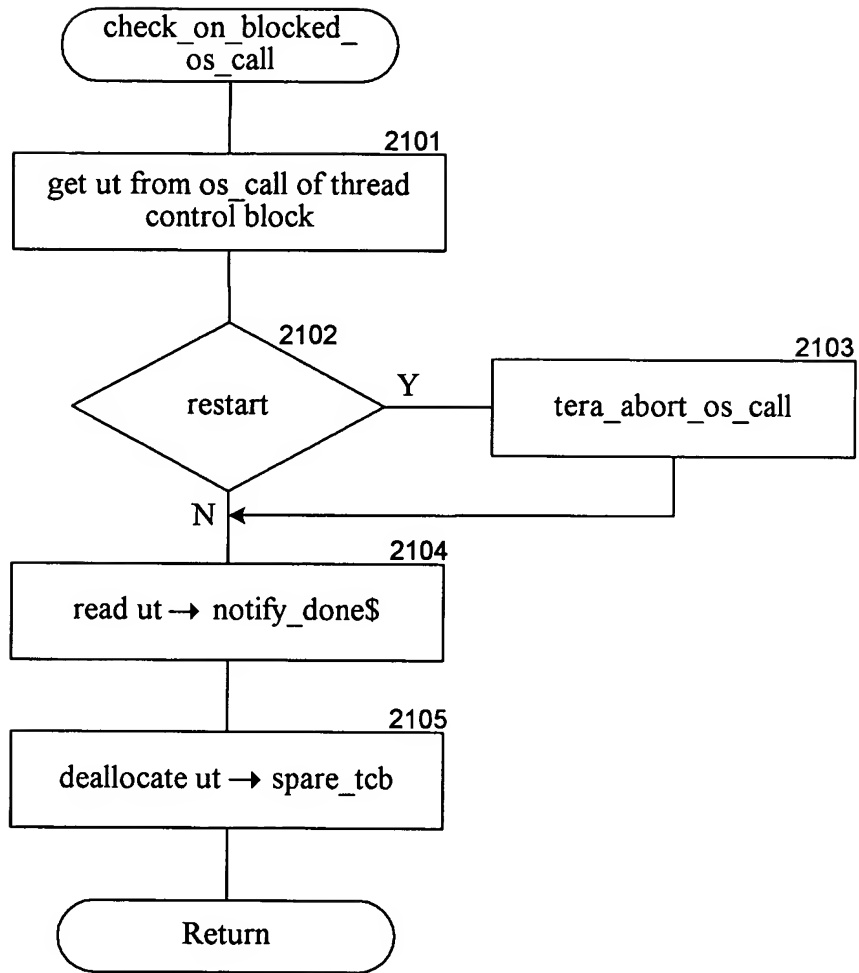 check_on_blocked_
os_call
2101
get ut from os_call of thread
control block
2102
restart
Y
2103
tera_abort_os_call
N
2104
read ut → notify_done$
2105
deallocate ut → spare_tcb
Return